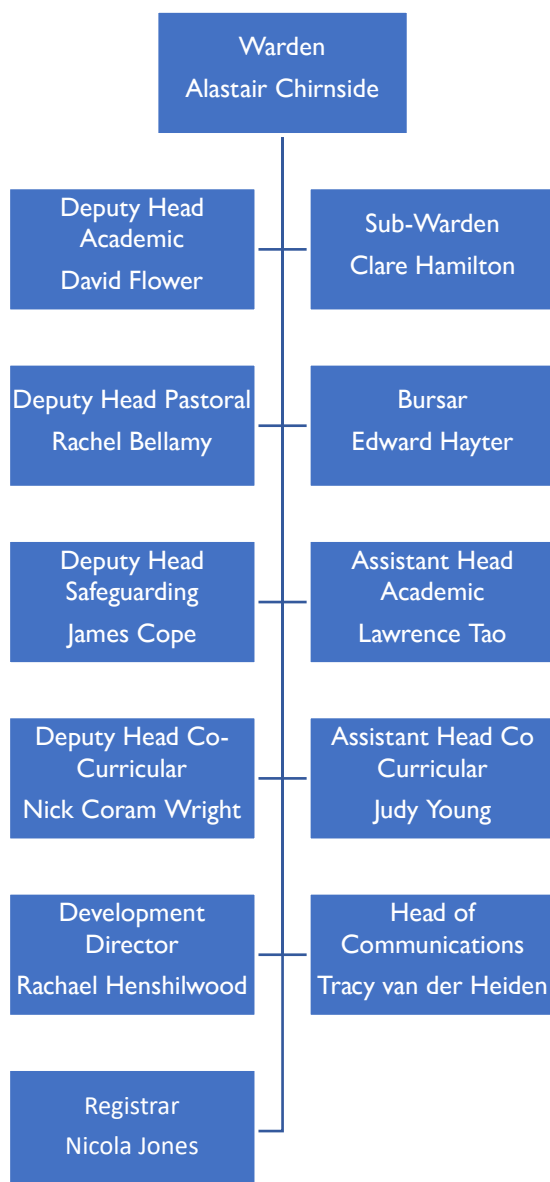 Warden
Alastair Chirnside
Deputy Head
Academic
David Flower
Sub-Warden
Clare Hamilton
Deputy Head Pastoral
Rachel Bellamy
Bursar
Edward Hayter
Deputy Head
Safeguarding
James Cope
Assistant Head
Academic
Lawrence Tao
Deputy Head Co-
Curricular
Nick Coram Wright
Assistant Head Co
Curricular
Judy Young
Development
Director
Rachael Henshilwood
Head of
Communications
Tracy van der Heiden
Registrar
Nicola Jones